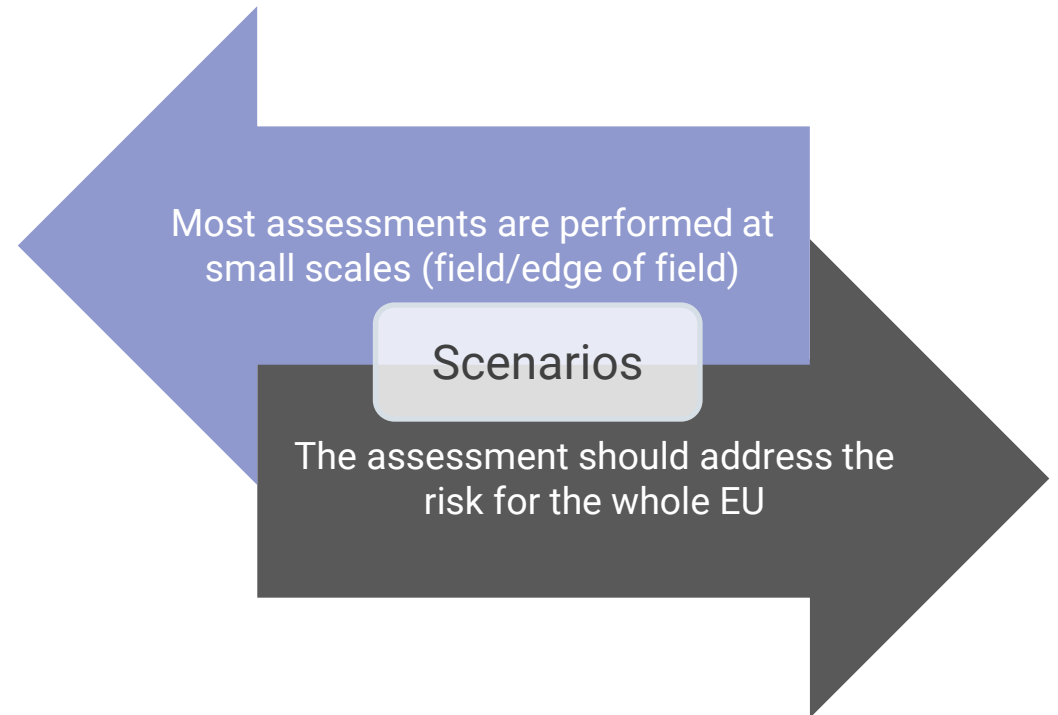 Most assessments are performed at
small scales (field/edge of field)
Scenarios
The assessment should address the
risk for the whole EU